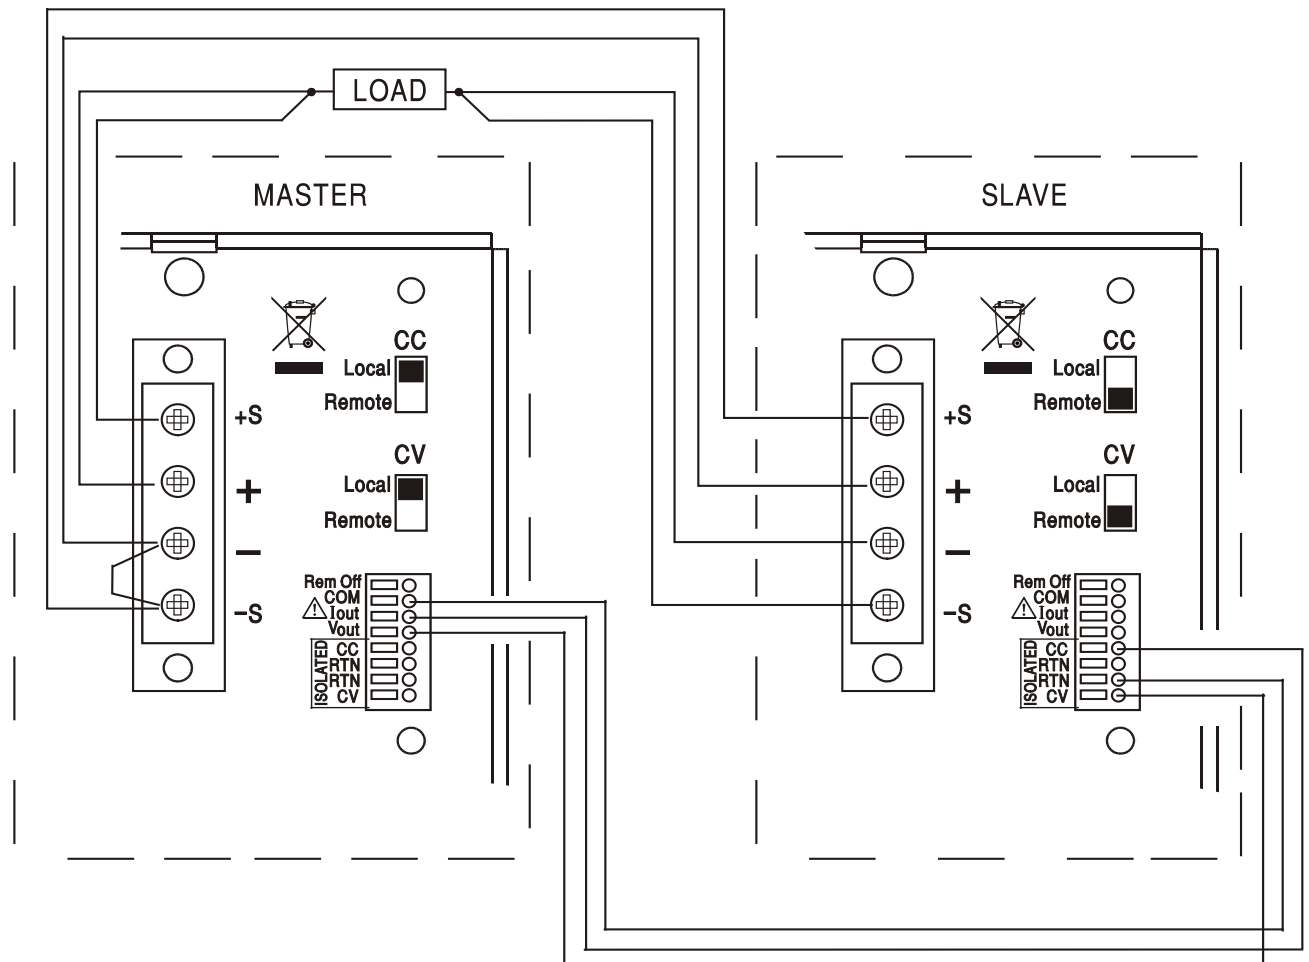 LOAD
MASTER
CC
Local
Remote
+S
CV
Local
+
Remote
−
Rem Off
COM
Iout
−S
Vout
ISOLATED
CC
RTN
RTN
CV
SLAVE
CC
Local
Remote
+S
CV
Local
+
Remote
−
Rem Off
COM
Iout
−S
Vout
ISOLATED
CC
RTN
RTN
CV